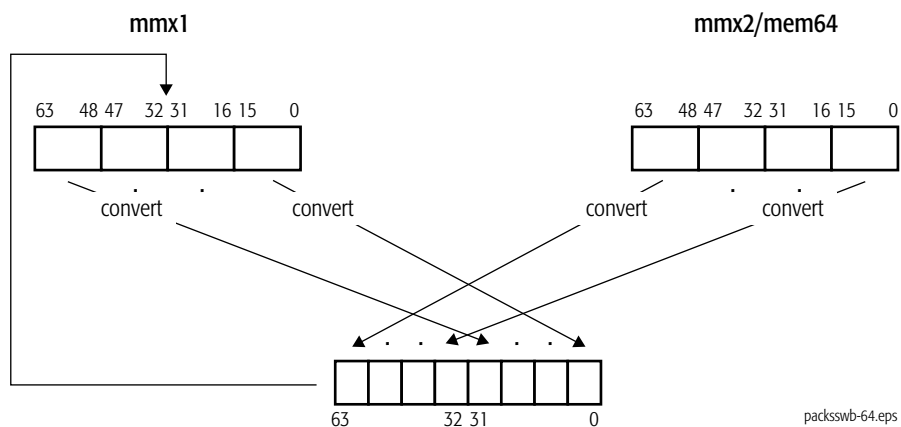 mmx1 mmx2/mem64
63 48 47 32 31 16 15 0 63 48 47 32 31 16 15 0
. . . .
convert convert convert convert
. . . .
63 32 31 0
packsswb-64.eps